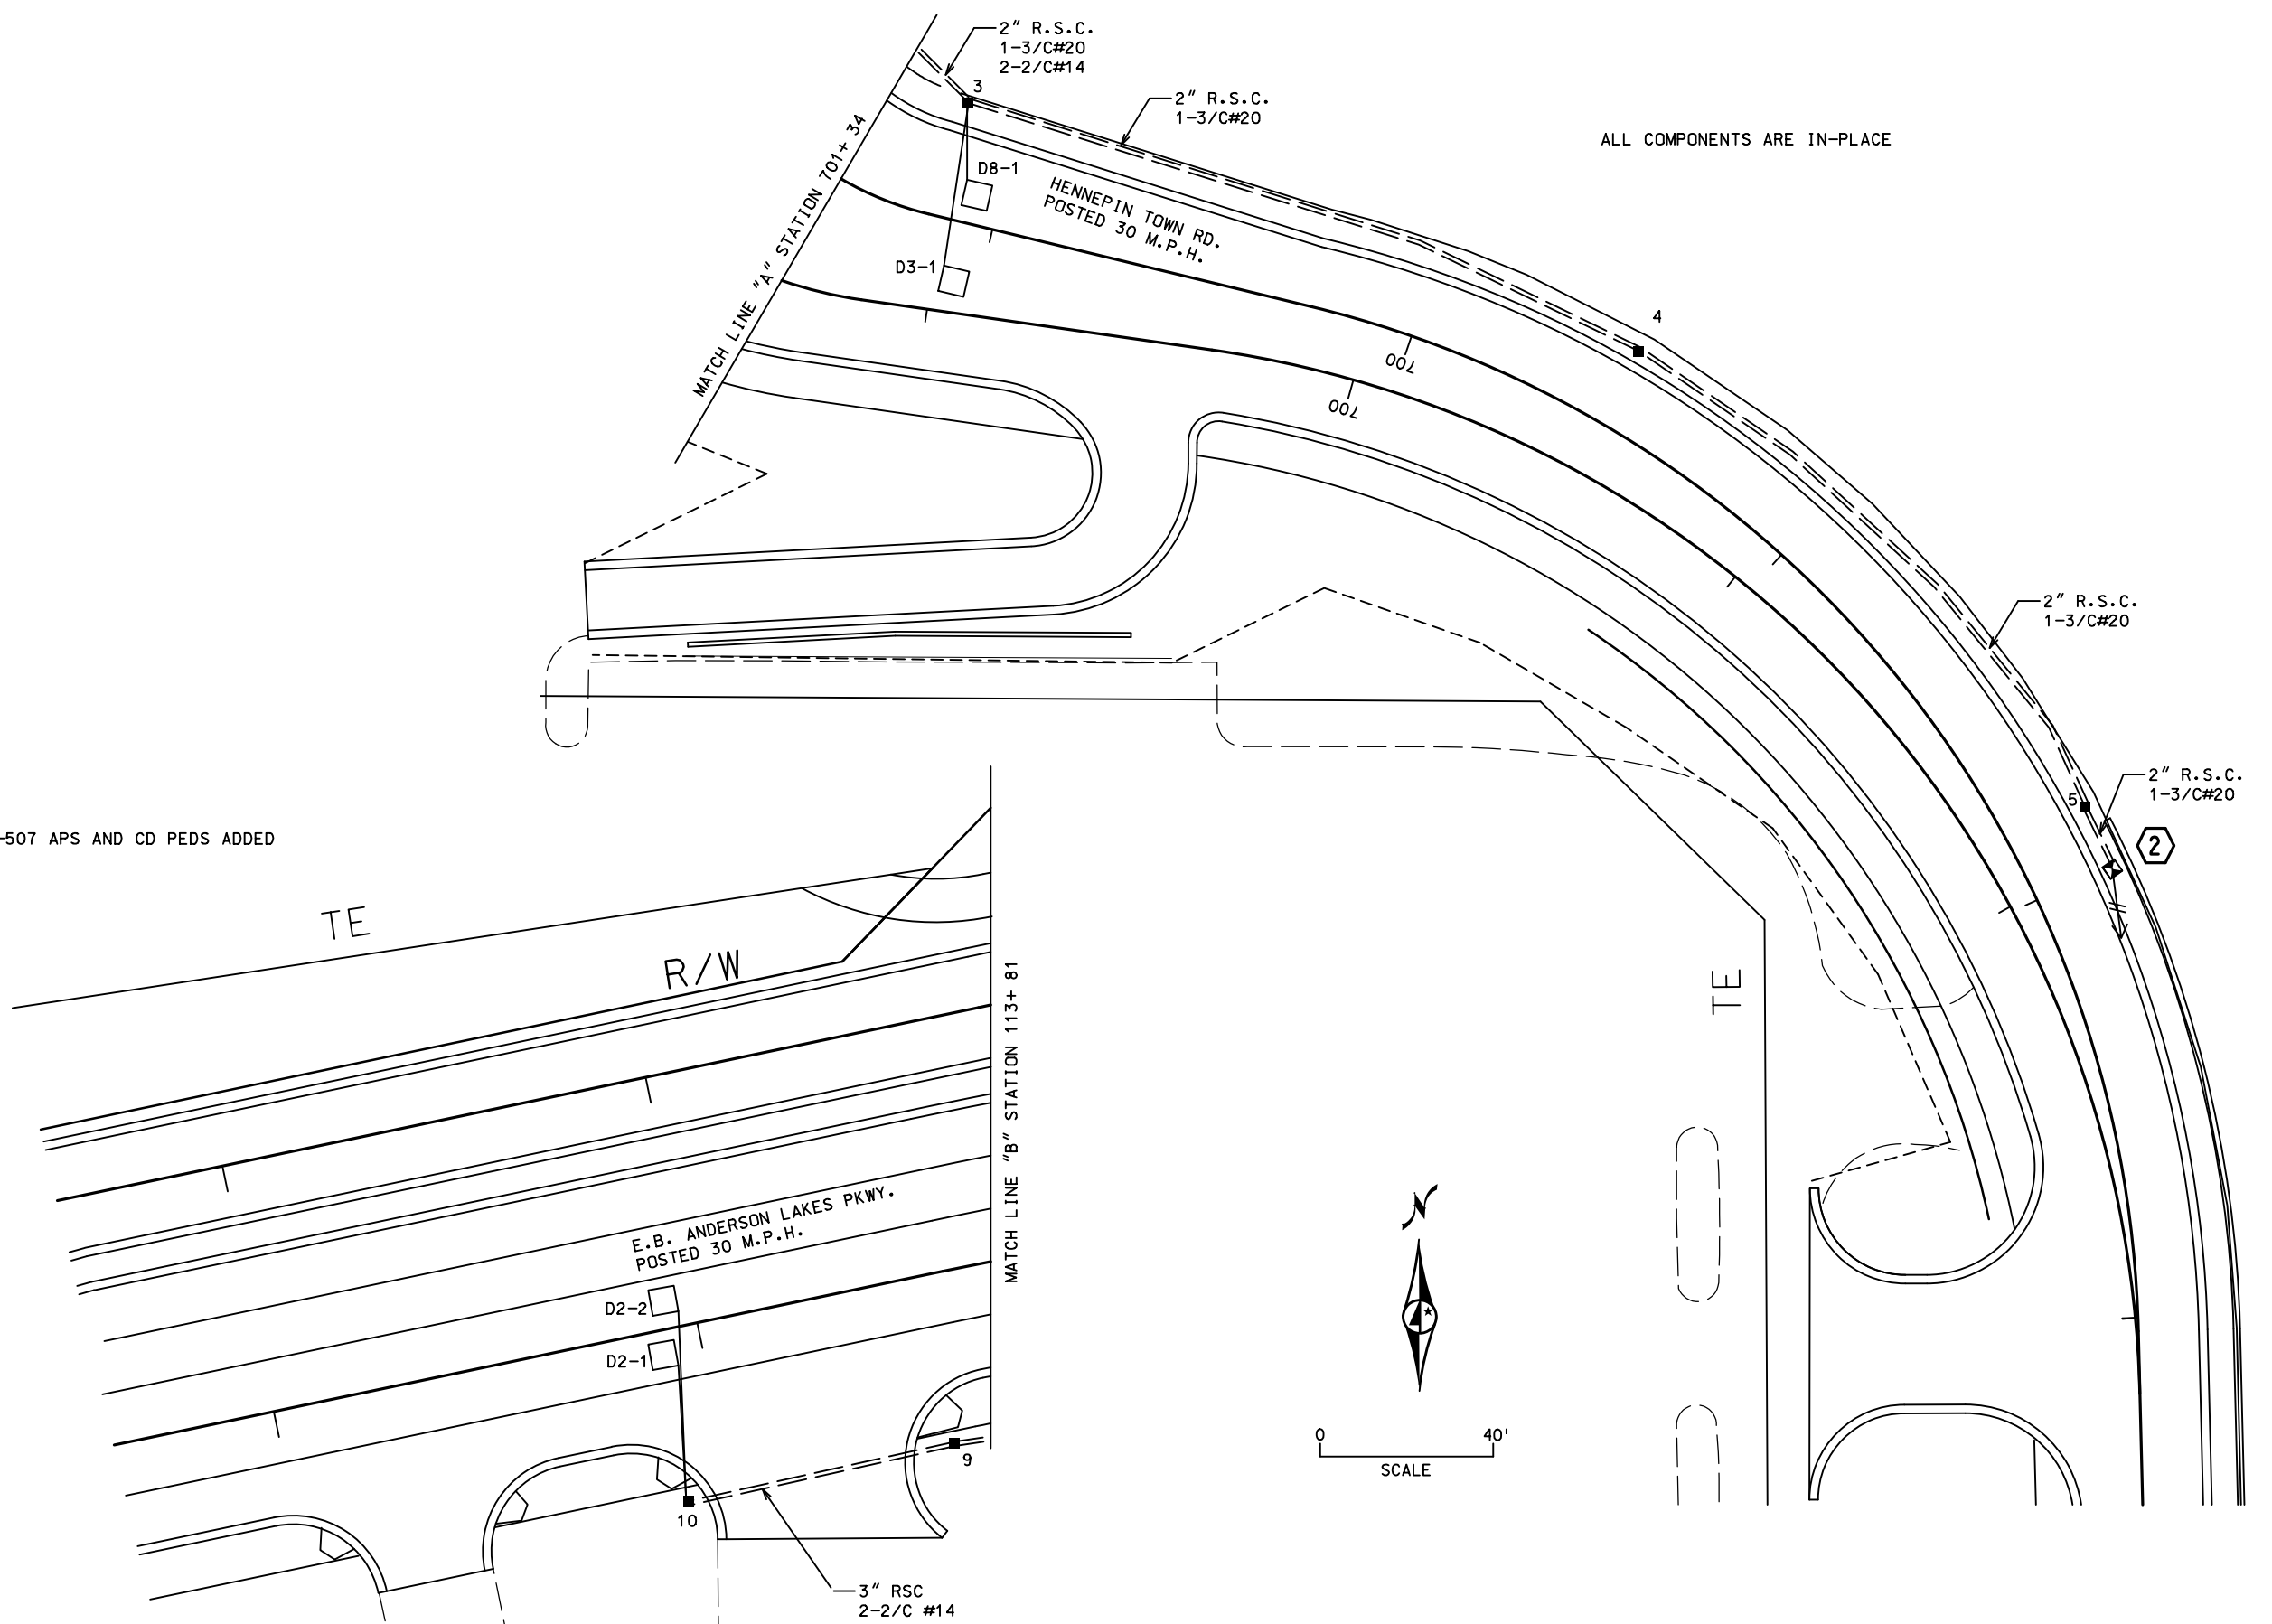 2" R.S.C.
1-3/C#20
2-2/C#14
3
2" R.S.C.
1-3/C#20
ALL COMPONENTS ARE IN-PLACE
MATCH LINE "A" STATION 701+ 34
D8-1
HENNEPIN TOWN RD.
POSTED 30 M.P.H.
D3-1
4
700
700
2" R.S.C.
1-3/C#20
2" R.S.C.
1-3/C#20
5
2
-507 APS AND CD PEDS ADDED
TE
R/W
TE
MATCH LINE "B" STATION 113+ 81
E.B. ANDERSON LAKES PKWY.
POSTED 30 M.P.H.
N
D2-2
D2-1
0 40'
SCALE
9
10
3" RSC
2-2/C #14